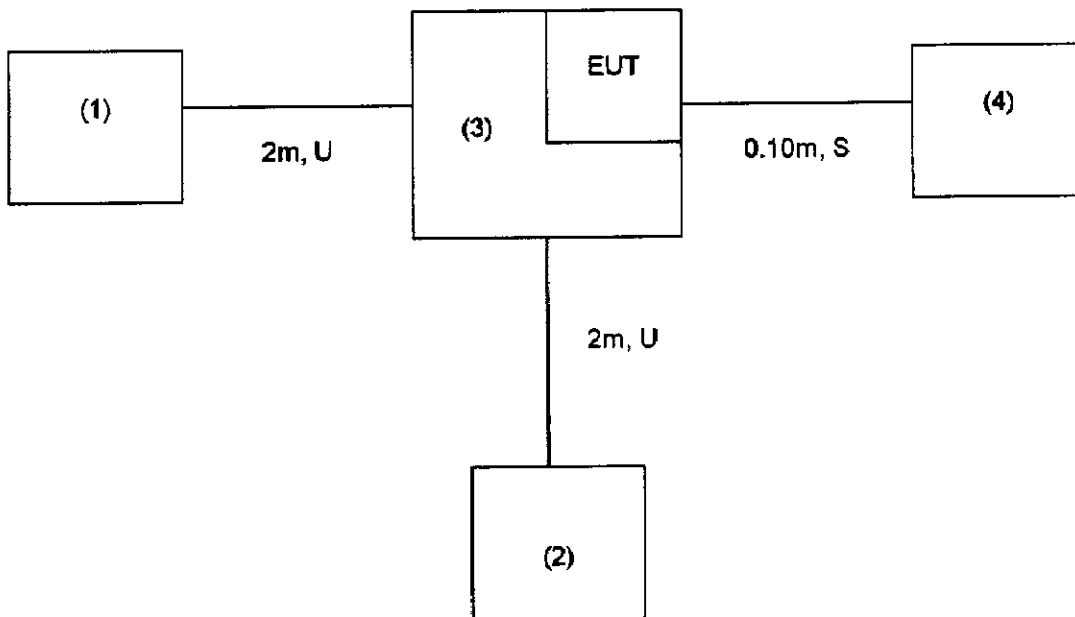 EUT
(1)
(3)
(4)
2m, U
0.10m, S
2m, U
(2)